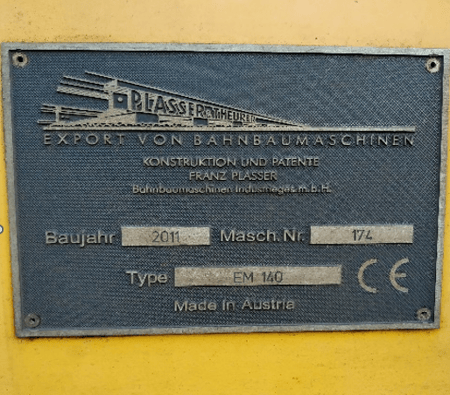 PLASSER & THEURER
EXPORT VON BAHNBAUMASCHINEN
KONSTRUKTION UND PATENTE
FRANZ PLASSER
Bahnbaumaschinen Industrieges.m.b.H.
Baujahr 2011 Masch. Nr. 174
Type EM 140 CE
Made in Austria